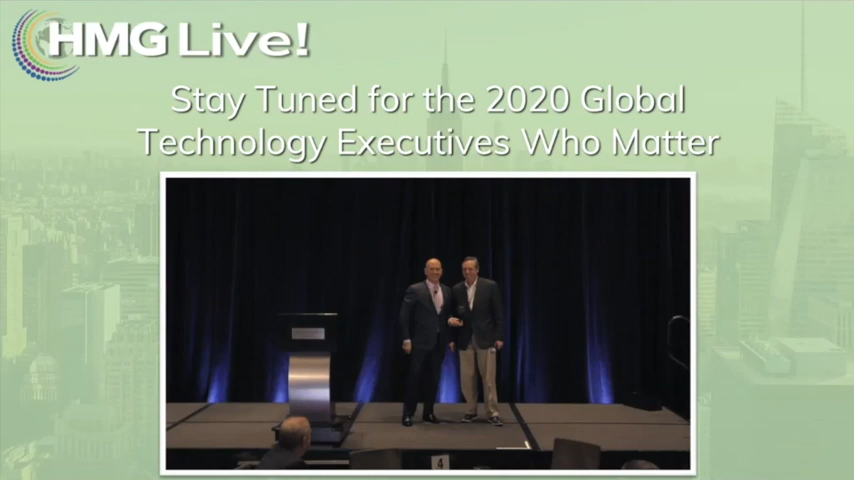 HMG Live!
Stay Tuned for the 2020 Global
Technology Executives Who Matter
4